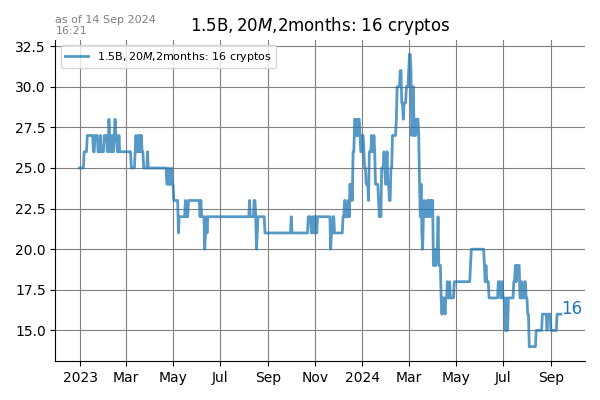 as of 14 Sep 2024
16:21
1.5B, 20M,2months: 16 cryptos
1.5B, 20M,2months: 16 cryptos
32.5
30.0
27.5
25.0
22.5
20.0
17.5
15.0
16
2023 Mar May Jul Sep Nov 2024 Mar May Jul Sep